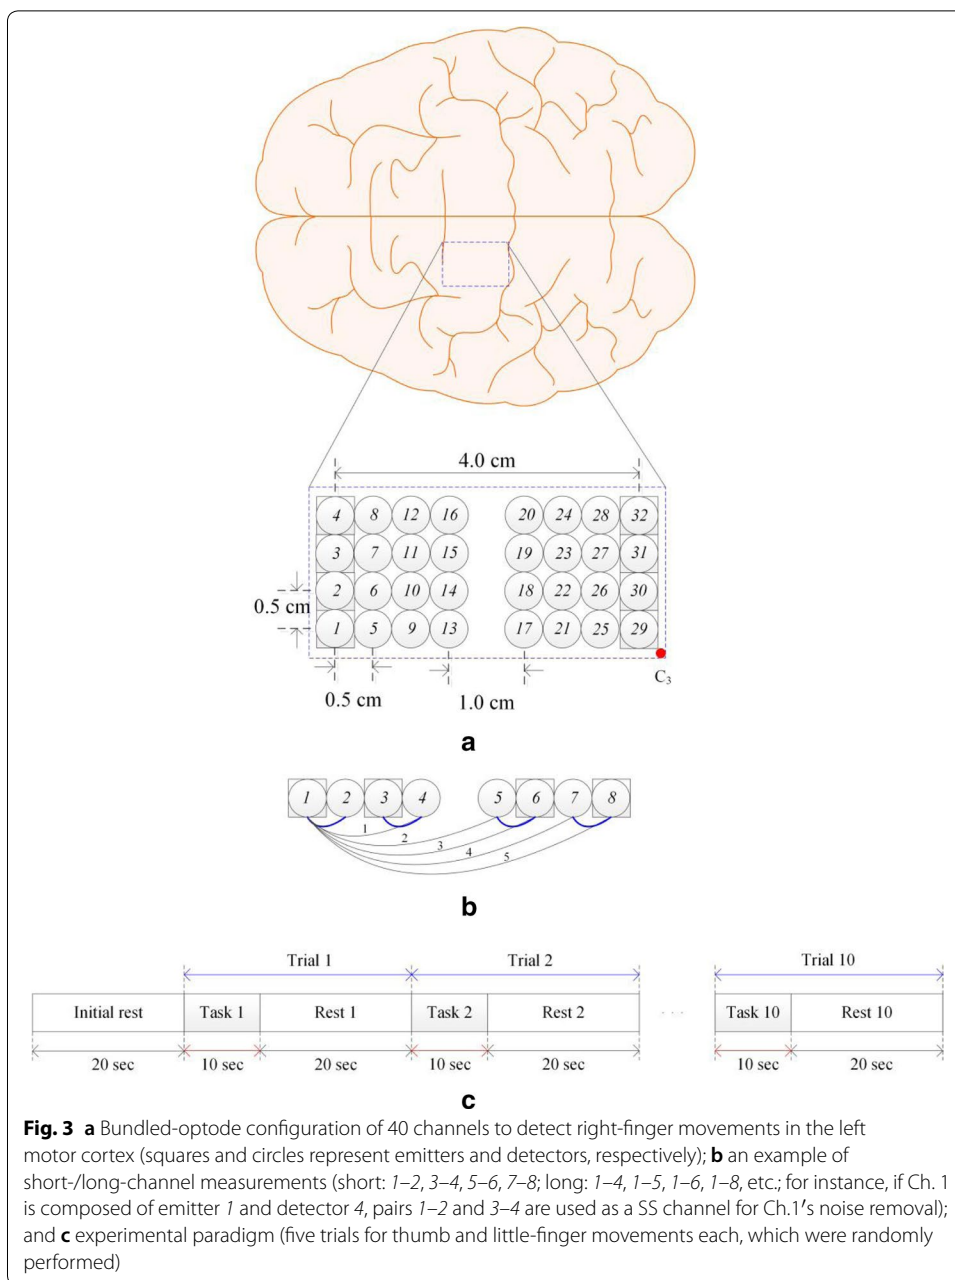 4.0 cm
4 8 12 16 20 24 28 32
3 7 11 15 19 23 27 31
2 6 10 14 18 22 26 30
0.5 cm
1 5 9 13 17 21 25 29
C3
0.5 cm 1.0 cm
a
1 2 3 4 5 6 7 8
1 2 3 4 5
b
Trial 1 Trial 2 Trial 10
Initial rest Task 1 Rest 1 Task 2 Rest 2 . . . Task 10 Rest 10
20 sec 10 sec 20 sec 10 sec 20 sec 10 sec 20 sec
c
Fig. 3 a Bundled-optode configuration of 40 channels to detect right-finger movements in the left
motor cortex (squares and circles represent emitters and detectors, respectively); b an example of
short-/long-channel measurements (short: 1–2, 3–4, 5–6, 7–8; long: 1–4, 1–5, 1–6, 1–8, etc.; for instance, if Ch. 1
is composed of emitter 1 and detector 4, pairs 1–2 and 3–4 are used as a SS channel for Ch.1′s noise removal);
and c experimental paradigm (five trials for thumb and little-finger movements each, which were randomly
performed)